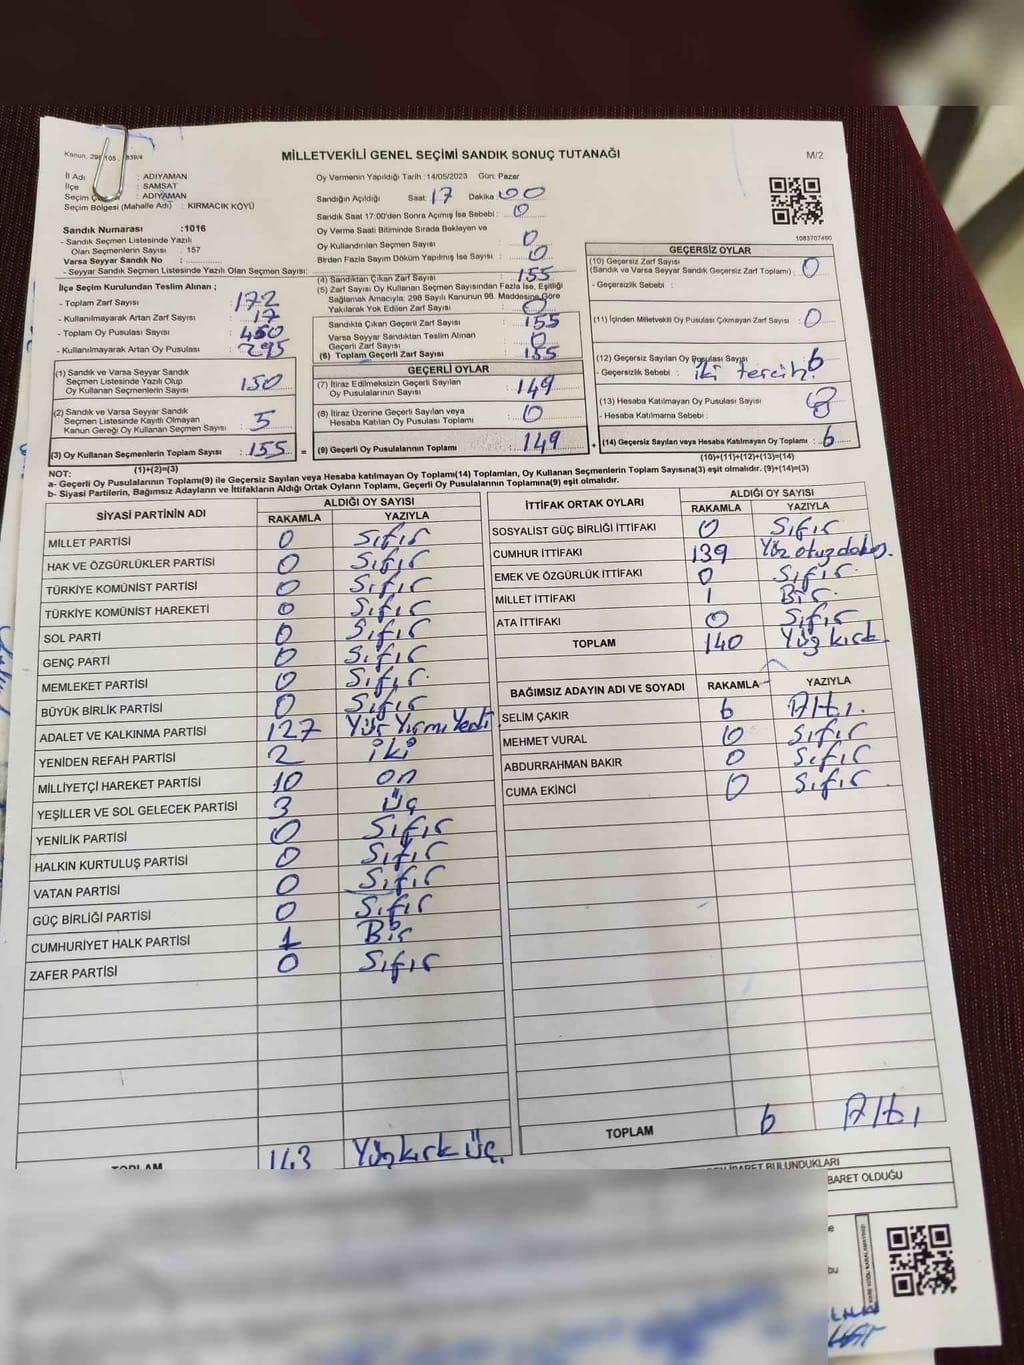 Kanun, 298/105 839/4
MİLLETVEKİLİ GENEL SEÇİMİ SANDIK SONUÇ TUTANAĞI
M/2
İl Adı : ADIYAMAN
İlçe : SAMSAT
Seçim : ADIYAMAN
Seçim Bölgesi (Mahalle Adı) : KIRMACIK KÖYÜ
Sandık Numarası :1016
- Sandık Seçmen Listesinde Yazılı
Olan Seçmenlerin Sayısı : 157
Varsa Seyyar Sandık No :
- Seyyar Sandık Seçmen Listesinde Yazılı Olan Seçmen Sayısı:
Oy Vermenin Yapıldığı Tarih :14/05/2023 Gün: Pazar
Sandığın Açıldığı Saat: 17 Dakika: 00
Sandık Saat 17:00'den Sonra Açımış İse Sebebi : 0
Oy Verme Saati Bitiminde Sırada Bekleyen ve
Oy Kullandırılan Seçmen Sayısı : 0
Birden Fazla Sayım Döküm Yapılmış İse Sayısı : 0
1083707490
İlçe Seçim Kurulundan Teslim Alınan ;
- Toplam Zarf Sayısı : 172
- Kullanılmayarak Artan Zarf Sayısı : 17
- Toplam Oy Pusulası Sayısı : 450
- Kullanılmayarak Artan Oy Pusulası : 295
(1) Sandık ve Varsa Seyyar Sandık
Seçmen Listesinde Yazılı Olup
Oy Kullanan Seçmenlerin Sayısı : 150
(2) Sandık ve Varsa Seyyar Sandık
Seçmen Listesinde Kayıtlı Olmayan
Kanun Gereği Oy Kullanan Seçmen Sayısı : 5
(3) Oy Kullanan Seçmenlerin Toplam Sayısı : 155 =
(1)+(2)=(3)
(4) Sandıktan Çıkan Zarf Sayısı : 155
(5) Zarf Sayısı Oy Kullanan Seçmen Sayısından Fazla İse, Eşitliği
Sağlamak Amacıyla; 298 Sayılı Kanunun 98. Maddesine Göre
Yakılarak Yok Edilen Zarf Sayısı : 0
Sandıkta Çıkan Geçerli Zarf Sayısı : 155
Varsa Seyyar Sandıktan Teslim Alınan
Geçerli Zarf Sayısı : 0
(6) Toplam Geçerli Zarf Sayısı : 155
GEÇERLİ OYLAR
(7) İtiraz Edilmeksizin Geçerli Sayılan
Oy Pusulalarının Sayısı : 149
(8) İtiraz Üzerine Geçerli Sayılan veya
Hesaba Katılan Oy Pusulası Sayısı : 0
(9) Geçerli Oy Pusulalarının Toplamı : 149 +
GEÇERSİZ OYLAR
(10) Geçersiz Zarf Sayısı
(Sandık ve Varsa Seyyar Sandık Geçersiz Zarf Toplamı) : 0
- Geçersizlik Sebebi :
(11) İçinden Milletvekili Oy Pusulası Çıkmayan Zarf Sayısı : 0
(12) Geçersiz Sayılan Oy Pusulası Sayısı : 6
- Geçersizlik Sebebi : iki tercih
(13) Hesaba Katılmayan Oy Pusulası Sayısı :
- Hesaba Katılmama Sebebi :
(14) Geçersiz Sayılan veya Hesaba Katılmayan Oy Toplamı : 6
(10)+(11)+(12)+(13)=(14)
NOT:
a- Geçerli Oy Pusulalarının Toplamı(9) ile Geçersiz Sayılan veya Hesaba katılmayan Oy Toplamı(14) Toplamları, Oy Kullanan Seçmenlerin Toplam Sayısına(3) eşit olmalıdır. (9)+(14)=(3)
b- Siyasi Partilerin, Bağımsız Adayların ve İttifakların Aldığı Ortak Oyların Toplamı, Geçerli Oy Pusulalarının Toplamına(9) eşit olmalıdır.
SİYASİ PARTİNİN ADI ALDIĞI OY SAYISI
RAKAMLA YAZIYLA
MİLLET PARTİSİ 0 Sıfır
HAK VE ÖZGÜRLÜKLER PARTİSİ 0 Sıfır
TÜRKİYE KOMÜNİST PARTİSİ 0 Sıfır
TÜRKİYE KOMÜNİST HAREKETİ 0 Sıfır
SOL PARTİ 0 Sıfır
GENÇ PARTİ 0 Sıfır
MEMLEKET PARTİSİ 0 Sıfır
BÜYÜK BİRLİK PARTİSİ 0 Sıfır
ADALET VE KALKINMA PARTİSİ 127 Yüz Yirmi Yedi
YENİDEN REFAH PARTİSİ 2 iki
MİLLİYETÇİ HAREKET PARTİSİ 10 on
YEŞİLLER VE SOL GELECEK PARTİSİ 3 Üç
YENİLİK PARTİSİ 0 Sıfır
HALKIN KURTULUŞ PARTİSİ 0 Sıfır
VATAN PARTİSİ 0 Sıfır
GÜÇ BİRLİĞİ PARTİSİ 0 Sıfır
CUMHURİYET HALK PARTİSİ 1 Bir
ZAFER PARTİSİ 0 Sıfır
TOPLAM 143 Yüzkırk Üç.
İTTİFAK ORTAK OYLARI ALDIĞI OY SAYISI
RAKAMLA YAZIYLA
SOSYALİST GÜÇ BİRLİĞİ İTTİFAKI 0 Sıfır
CUMHUR İTTİFAKI 139 Yüz otuz dokuz
EMEK VE ÖZGÜRLÜK İTTİFAKI 0 Sıfır
MİLLET İTTİFAKI 1 Bir
ATA İTTİFAKI 0 Sıfır
TOPLAM 140 Yüz kırk
BAĞIMSIZ ADAYIN ADI VE SOYADI RAKAMLA YAZIYLA
SELİM ÇAKIR 6 Altı
MEHMET VURAL 0 Sıfır
ABDURRAHMAN BAKIR 0 Sıfır
CUMA EKİNCİ 0 Sıfır
TOPLAM 6 Altı
BULUNDUKLARI
BARET OLDUĞU